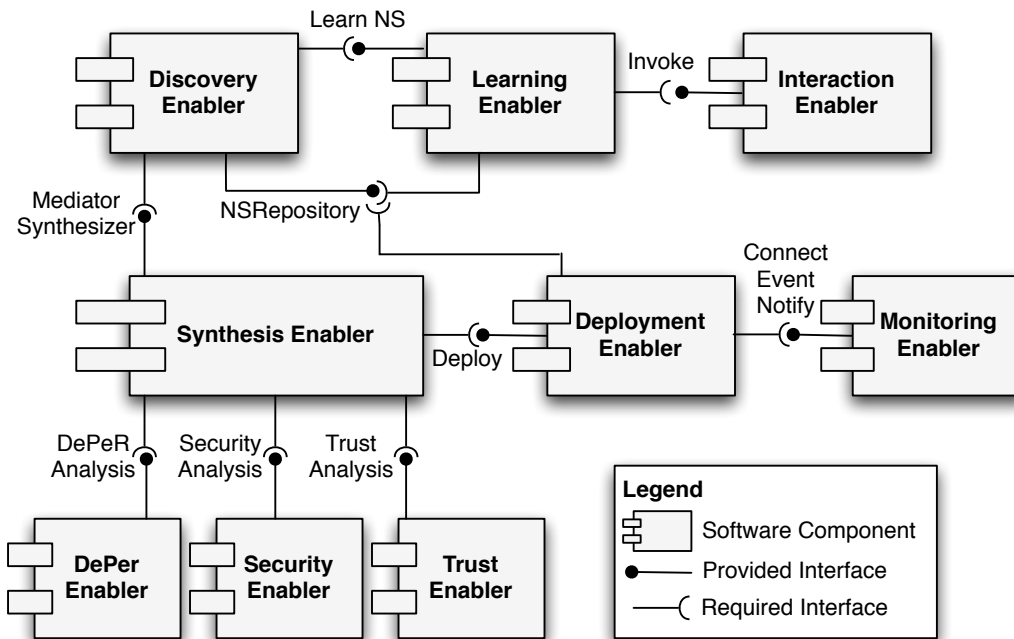 Learn NS
Discovery
Enabler
Learning
Enabler
Invoke
Interaction
Enabler
Mediator
Synthesizer
NSRepository
Connect
Event
Notify
Synthesis Enabler
Deploy
Deployment
Enabler
Monitoring
Enabler
DePeR
Analysis
Security
Analysis
Trust
Analysis
DePer
Enabler
Security
Enabler
Trust
Enabler
Legend
Software Component
Provided Interface
Required Interface